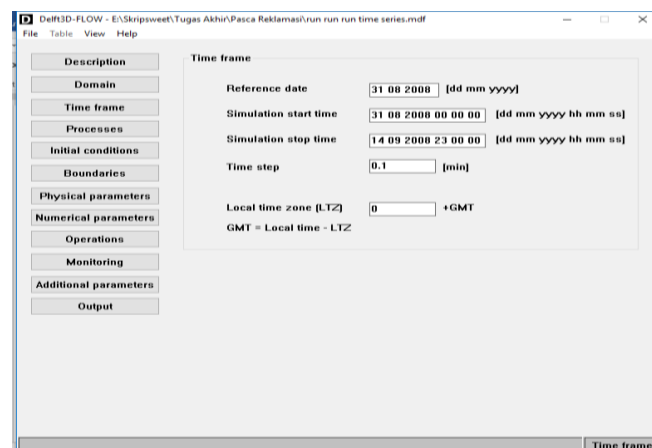 Delft3D-FLOW - E:\Skripsweet\Tugas Akhir\Pasca Reklamasi\run run run time series.mdf
File Table View Help
Description
Domain
Time frame
Processes
Initial conditions
Boundaries
Physical parameters
Numerical parameters
Operations
Monitoring
Additional parameters
Output
Time frame
Reference date 31 08 2008 [dd mm yyyy]
Simulation start time 31 08 2008 00 00 00 [dd mm yyyy hh mm ss]
Simulation stop time 14 09 2008 23 00 00 [dd mm yyyy hh mm ss]
Time step 0.1 [min]
Local time zone (LTZ) 0 +GMT
GMT = Local time - LTZ
Time frame